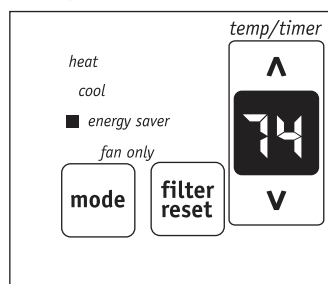 temp/timer
heat
cool
energy saver
fan only
74
mode
filter
reset